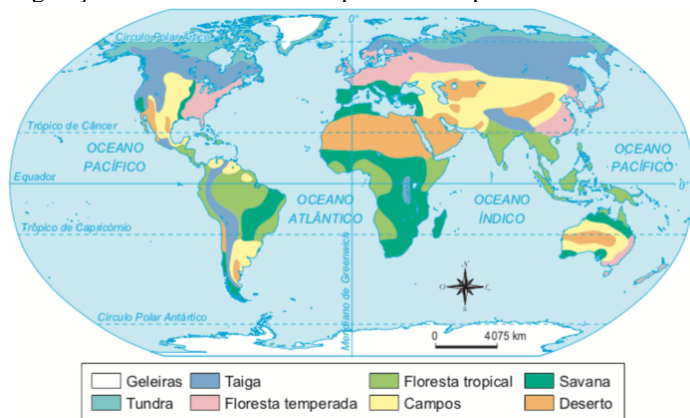 0°
Círculo Polar Ártico
Trópico de Câncer
OCEANO
PACÍFICO
OCEANO
PACÍFICO
Equador
0°
OCEANO
ATLÂNTICO
OCEANO
ÍNDICO
Trópico de Capricórnio
Meridiano de Greenwich
N
O
L
S
Círculo Polar Antártico
0 4075 km
Geleiras
Taiga
Floresta tropical
Savana
Tundra
Floresta temperada
Campos
Deserto